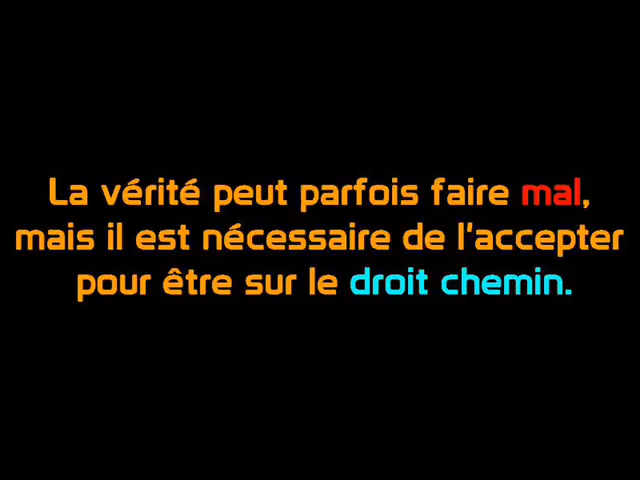 La vérité peut parfois faire mal,
mais il est nécessaire de l'accepter
pour être sur le droit chemin.